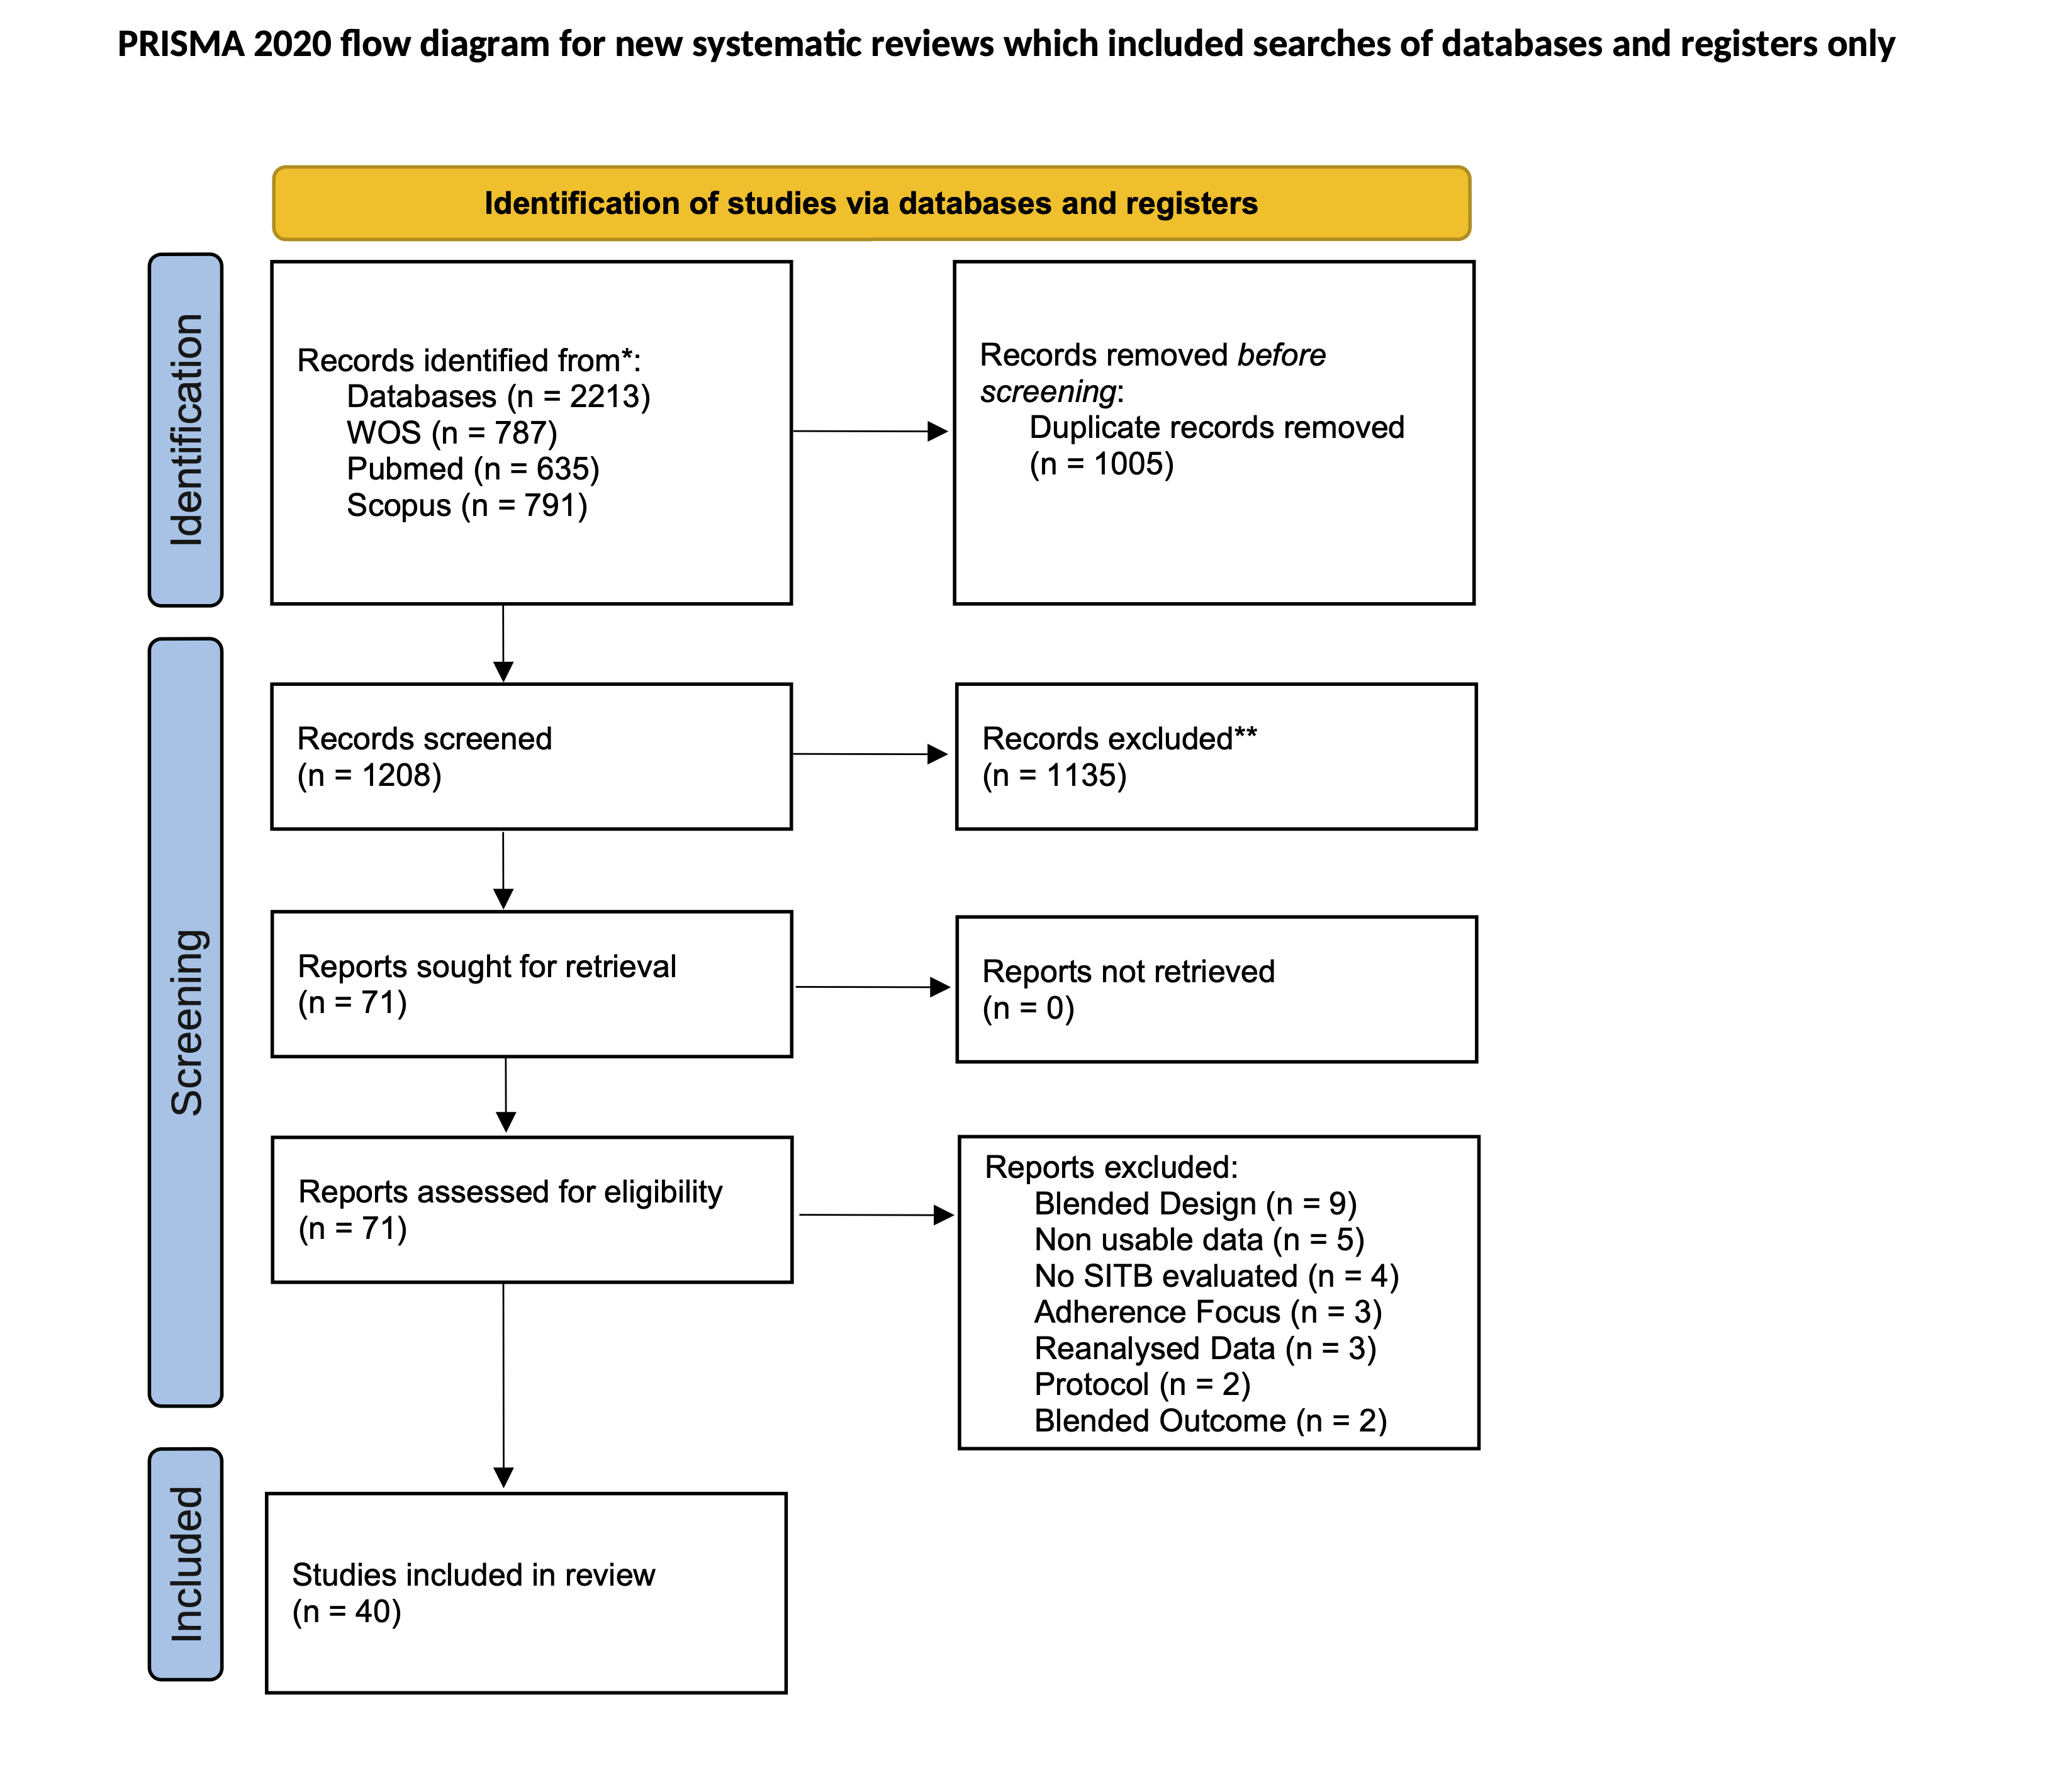 PRISMA 2020 flow diagram for new systematic reviews which included searches of databases and registers only
Identification of studies via databases and registers
Identification
Records identified from*:
Databases (n = 2213)
WOS (n = 787)
Pubmed (n = 635)
Scopus (n = 791)
Records removed before
screening:
Duplicate records removed
(n = 1005)
Screening
Records screened
(n = 1208)
Records excluded**
(n = 1135)
Reports sought for retrieval
(n = 71)
Reports not retrieved
(n = 0)
Reports assessed for eligibility
(n = 71)
Reports excluded:
Blended Design (n = 9)
Non usable data (n = 5)
No SITB evaluated (n = 4)
Adherence Focus (n = 3)
Reanalysed Data (n = 3)
Protocol (n = 2)
Blended Outcome (n = 2)
Included
Studies included in review
(n = 40)